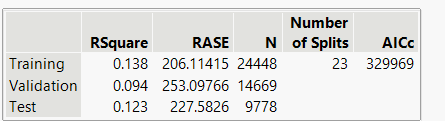 Number
RSquare RASE N of Splits AICc
Training 0.138 206.11415 24448 23 329969
Validation 0.094 253.09766 14669
Test 0.123 227.5826 9778